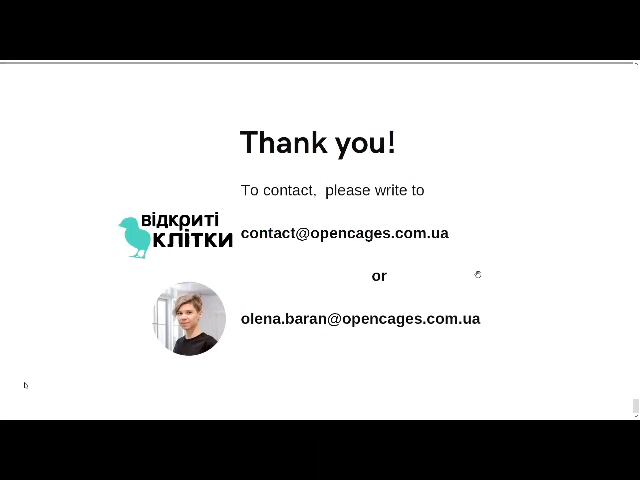 Thank you!
To contact, please write to
відкриті
клітки
contact@opencages.com.ua
or
olena.baran@opencages.com.ua